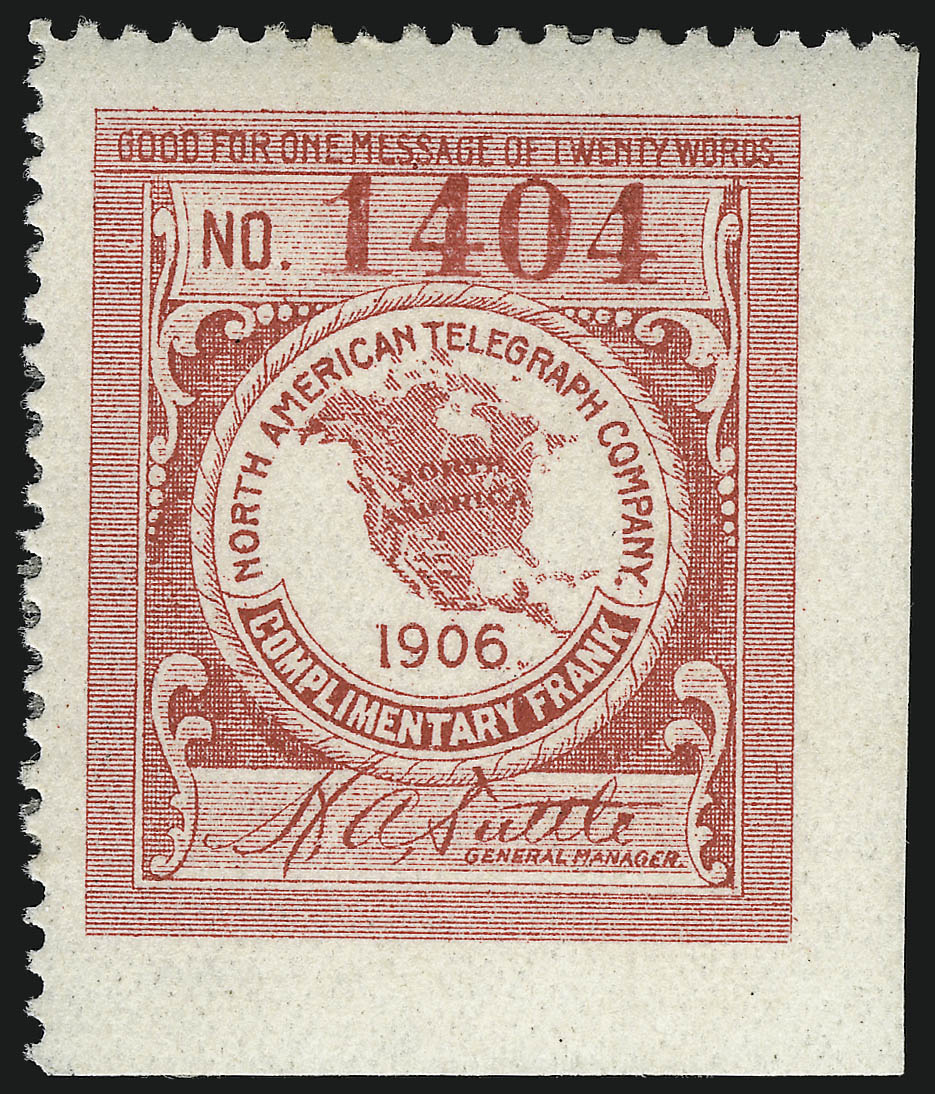 GOOD FOR ONE MESSAGE OF TWENTY WORDS.
NO. 1404
NORTH AMERICAN TELEGRAPH COMPANY.
NORTH
AMERICA
1906
COMPLIMENTARY FRANK
H A Tuttle
GENERAL MANAGER.